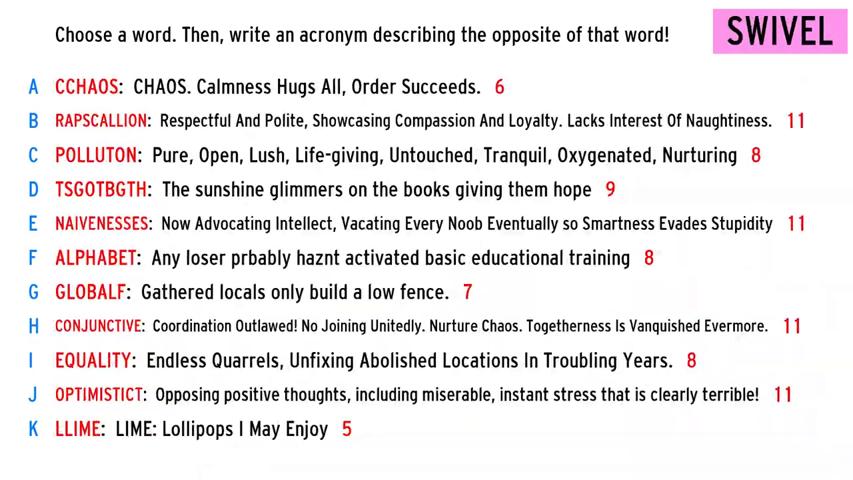 Choose a word. Then, write an acronym describing the opposite of that word!
SWIVEL
A CCHAOS: CHAOS. Calmness Hugs All, Order Succeeds. 6
B RAPSCALLION: Respectful And Polite, Showcasing Compassion And Loyalty. Lacks Interest Of Naughtiness. 11
C POLLUTON: Pure, Open, Lush, Life-giving, Untouched, Tranquil, Oxygenated, Nurturing 8
D TSGOTBGTH: The sunshine glimmers on the books giving them hope 9
E NAIVENESSES: Now Advocating Intellect, Vacating Every Noob Eventually so Smartness Evades Stupidity 11
F ALPHABET: Any loser prbably haznt activated basic educational training 8
G GLOBALF: Gathered locals only build a low fence. 7
H CONJUNCTIVE: Coordination Outlawed! No Joining Unitedly. Nurture Chaos. Togetherness Is Vanquished Evermore. 11
I EQUALITY: Endless Quarrels, Unfixing Abolished Locations In Troubling Years. 8
J OPTIMISTICT: Opposing positive thoughts, including miserable, instant stress that is clearly terrible! 11
K LLIME: LIME: Lollipops I May Enjoy 5